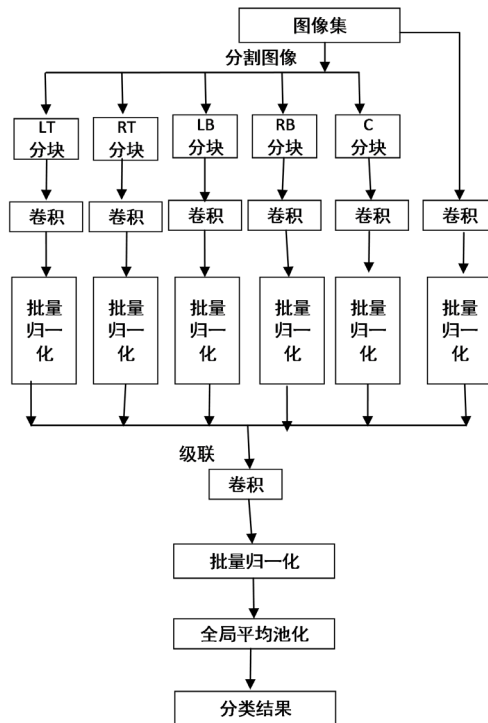 图像集
分割图像
LT
分块
RT
分块
LB
分块
RB
分块
C
分块
卷积
卷积
卷积
卷积
卷积
卷积
批量
归一
化
批量
归一
化
批量
归一
化
批量
归一
化
批量
归一
化
批量
归一
化
级联
卷积
批量归一化
全局平均池化
分类结果